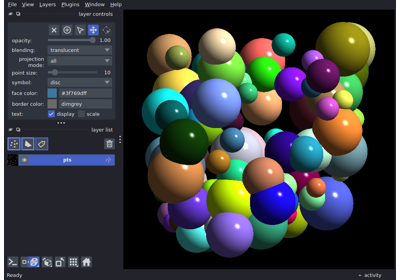 File View Layers Plugins Window Help
layer controls
opacity: 1.00
blending: translucent
projection mode: all
point size: 10
symbol: disc
face color: #3f769dff
border color: dimgrey
text: display scale
layer list
pts
Ready
activity